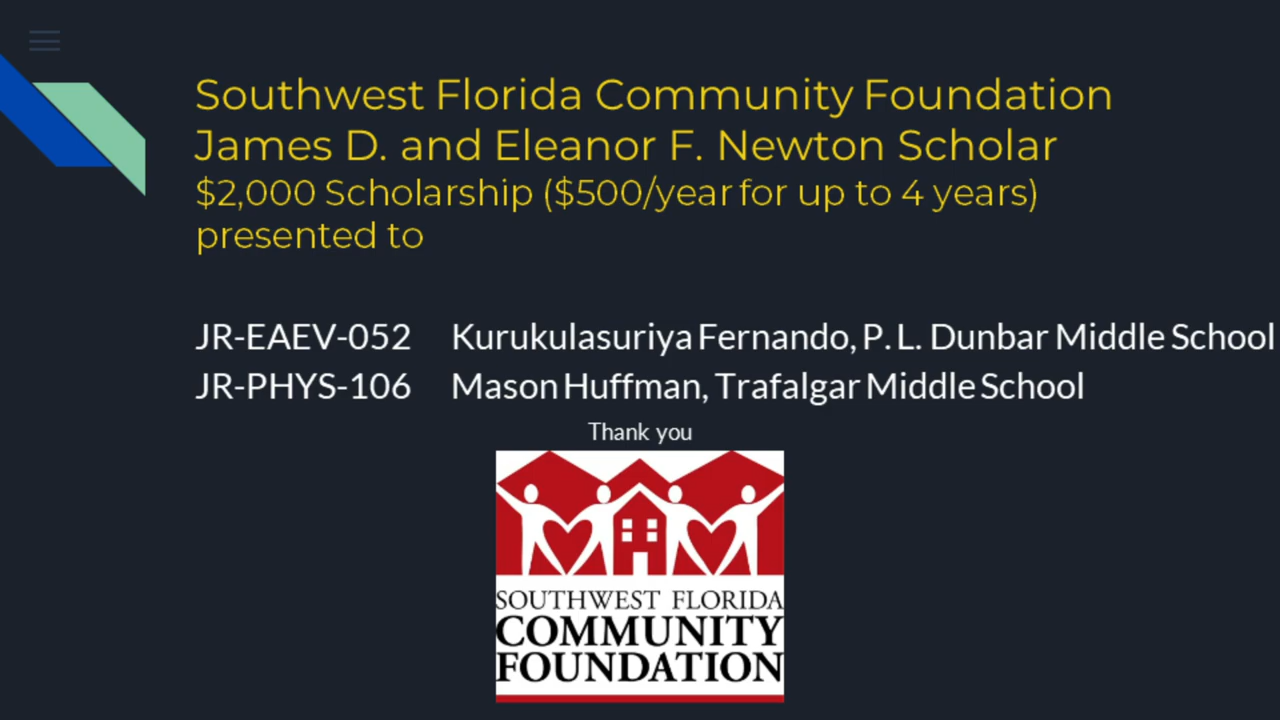 Southwest Florida Community Foundation
James D. and Eleanor F. Newton Scholar
$2,000 Scholarship ($500/year for up to 4 years)
presented to
JR-EAEV-052 Kurukulasuriya Fernando, P. L. Dunbar Middle School
JR-PHYS-106 Mason Huffman, Trafalgar Middle School
Thank you
SOUTHWEST FLORIDA
COMMUNITY
FOUNDATION